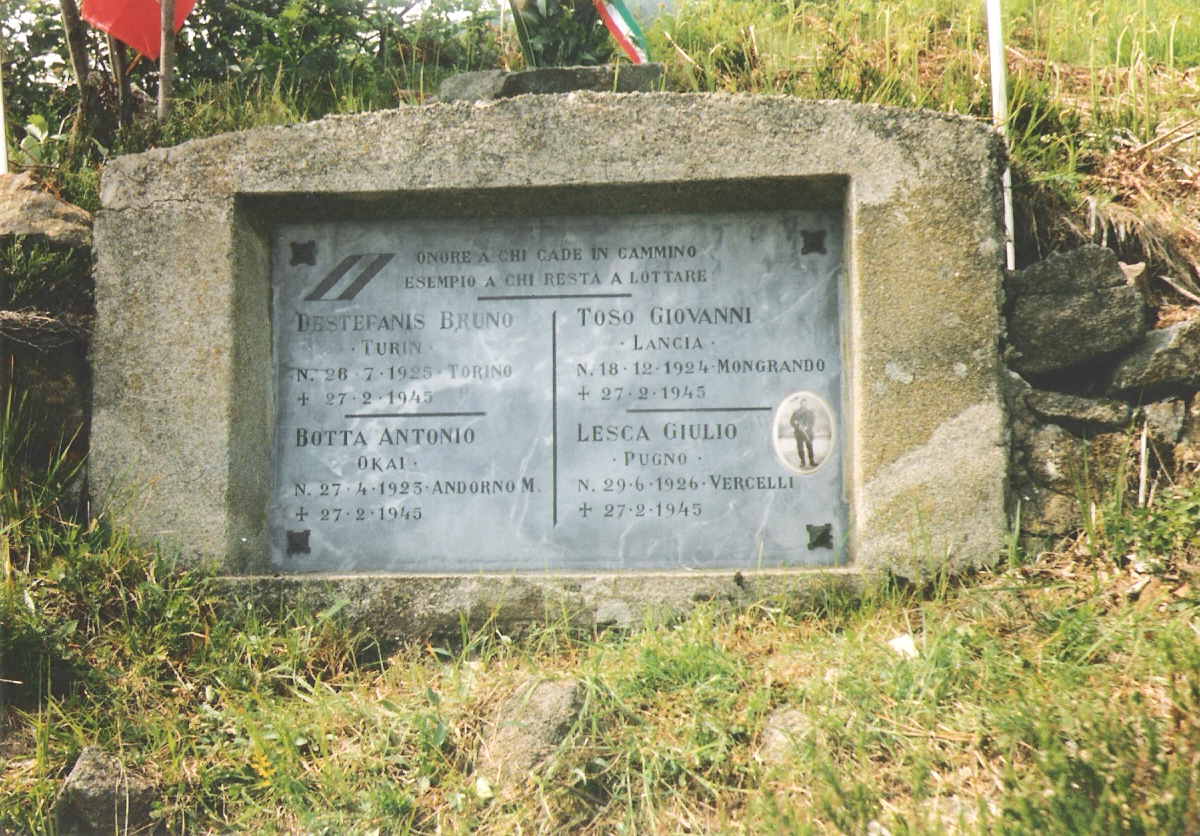 ONORE A CHI CADE IN CAMMINO
ESEMPIO A CHI RESTA A LOTTARE
DESTEFANIS BRUNO
· TURIN ·
N. 28 · 7 · 1925 · TORINO
+ 27 · 2 · 1945
BOTTA ANTONIO
OKAI ·
N. 27 · 4 · 1923 · ANDORNO M.
+ 27 · 2 · 1945
TOSO GIOVANNI
· LANCIA ·
N. 18 · 12 · 1924 · MONGRANDO
+ 27 · 2 · 1945
LESCA GIULIO
· PUGNO ·
N. 29 · 6 · 1926 · VERCELLI
+ 27 · 2 · 1945